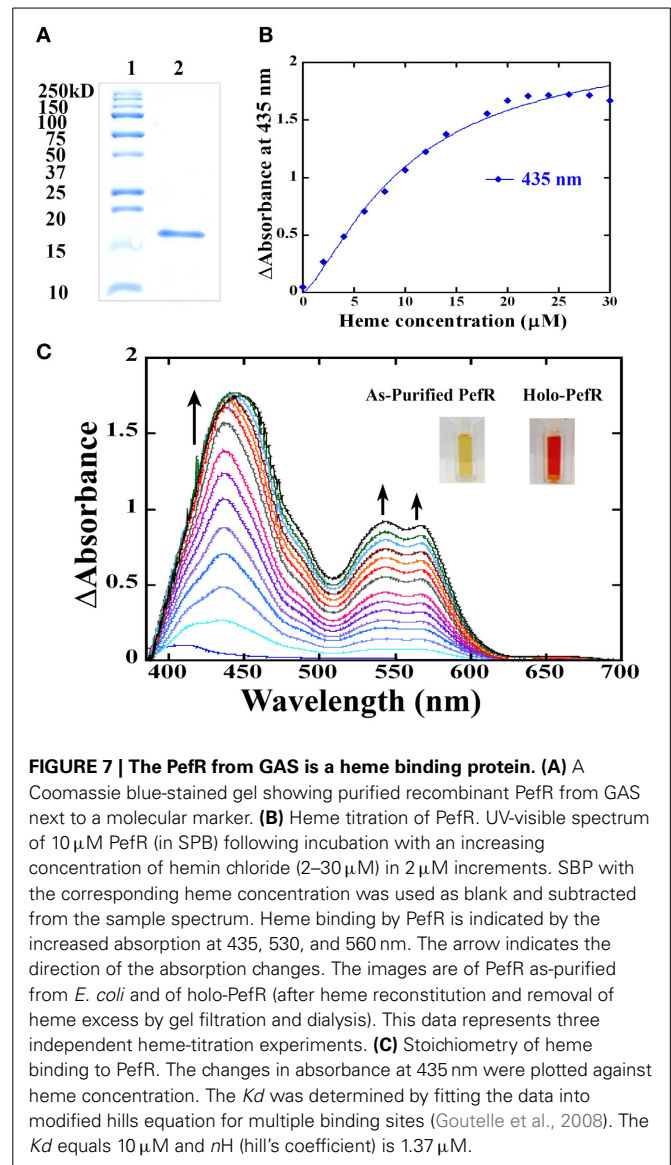 A
1 2
250kD
150
100
75
50
37
25
20
15
10
B
ΔAbsorbance at 435 nm
2
1.5
1
0.5
0
435 nm
0 5 10 15 20 25 30
Heme concentration (μM)
C
ΔAbsorbance
2
1.5
1
0.5
0
As-Purified PefR Holo-PefR
400 450 500 550 600 650 700
Wavelength (nm)
FIGURE 7 | The PefR from GAS is a heme binding protein. (A) A
Coomassie blue-stained gel showing purified recombinant PefR from GAS
next to a molecular marker. (B) Heme titration of PefR. UV-visible spectrum
of 10 μM PefR (in SPB) following incubation with an increasing
concentration of hemin chloride (2–30 μM) in 2 μM increments. SBP with
the corresponding heme concentration was used as blank and subtracted
from the sample spectrum. Heme binding by PefR is indicated by the
increased absorption at 435, 530, and 560 nm. The arrow indicates the
direction of the absorption changes. The images are of PefR as-purified
from E. coli and of holo-PefR (after heme reconstitution and removal of
heme excess by gel filtration and dialysis). This data represents three
independent heme-titration experiments. (C) Stoichiometry of heme
binding to PefR. The changes in absorbance at 435 nm were plotted against
heme concentration. The Kd was determined by fitting the data into
modified hills equation for multiple binding sites (Goutelle et al., 2008). The
Kd equals 10 μM and nH (hill's coefficient) is 1.37 μM.